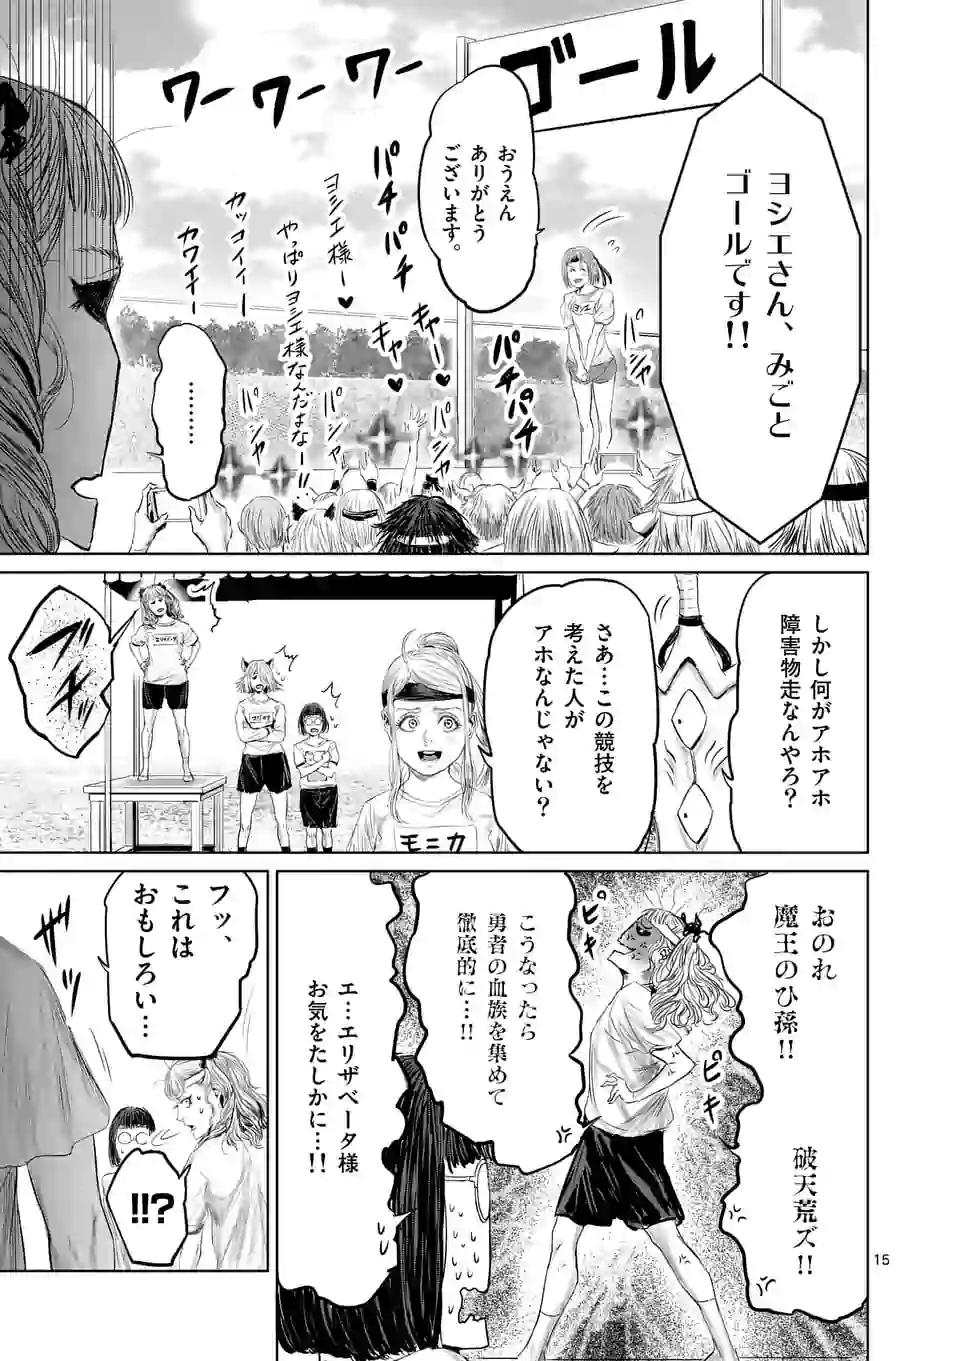 ゴール
ヨシエさん、みごと
ゴールです!!
おうえん
ありがとう
ございます。
ワー
ワー
ワー
パチ
パチ
パチ
パチ
キャー♥
キャー♥
ヨシエ様ー♥
やっぱりヨシエ様なんだよなー!!
カッコイイー
カワエー
パシャ
パシャ
パシャ
ヨシエ
………
しかし何がアホアホ
障害物走なんやろ？
さあ…この競技を
考えた人が
アホなんじゃない？
モニカ
エリザベータ
おのれ
魔王のひ孫!!
破天荒ズ!!
こうなったら
勇者の血族を集めて
徹底的に…!!
ピキ
ピキ
エ…エリザベータ様
お気をたしかに…!!
フッ、
これは
おもしろい…
!!?
15